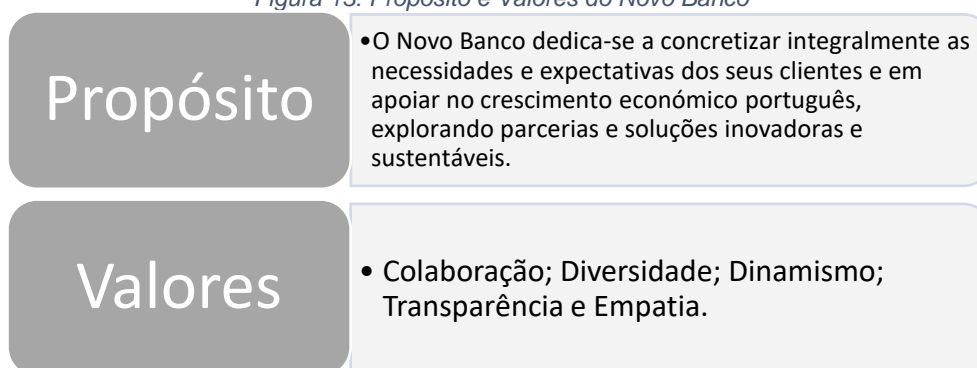 Figura 13: Propósito e Valores do Novo Banco
Propósito
•O Novo Banco dedica-se a concretizar integralmente as
necessidades e expectativas dos seus clientes e em
apoiar no crescimento económico português,
explorando parcerias e soluções inovadoras e
sustentáveis.
Valores
• Colaboração; Diversidade; Dinamismo;
Transparência e Empatia.